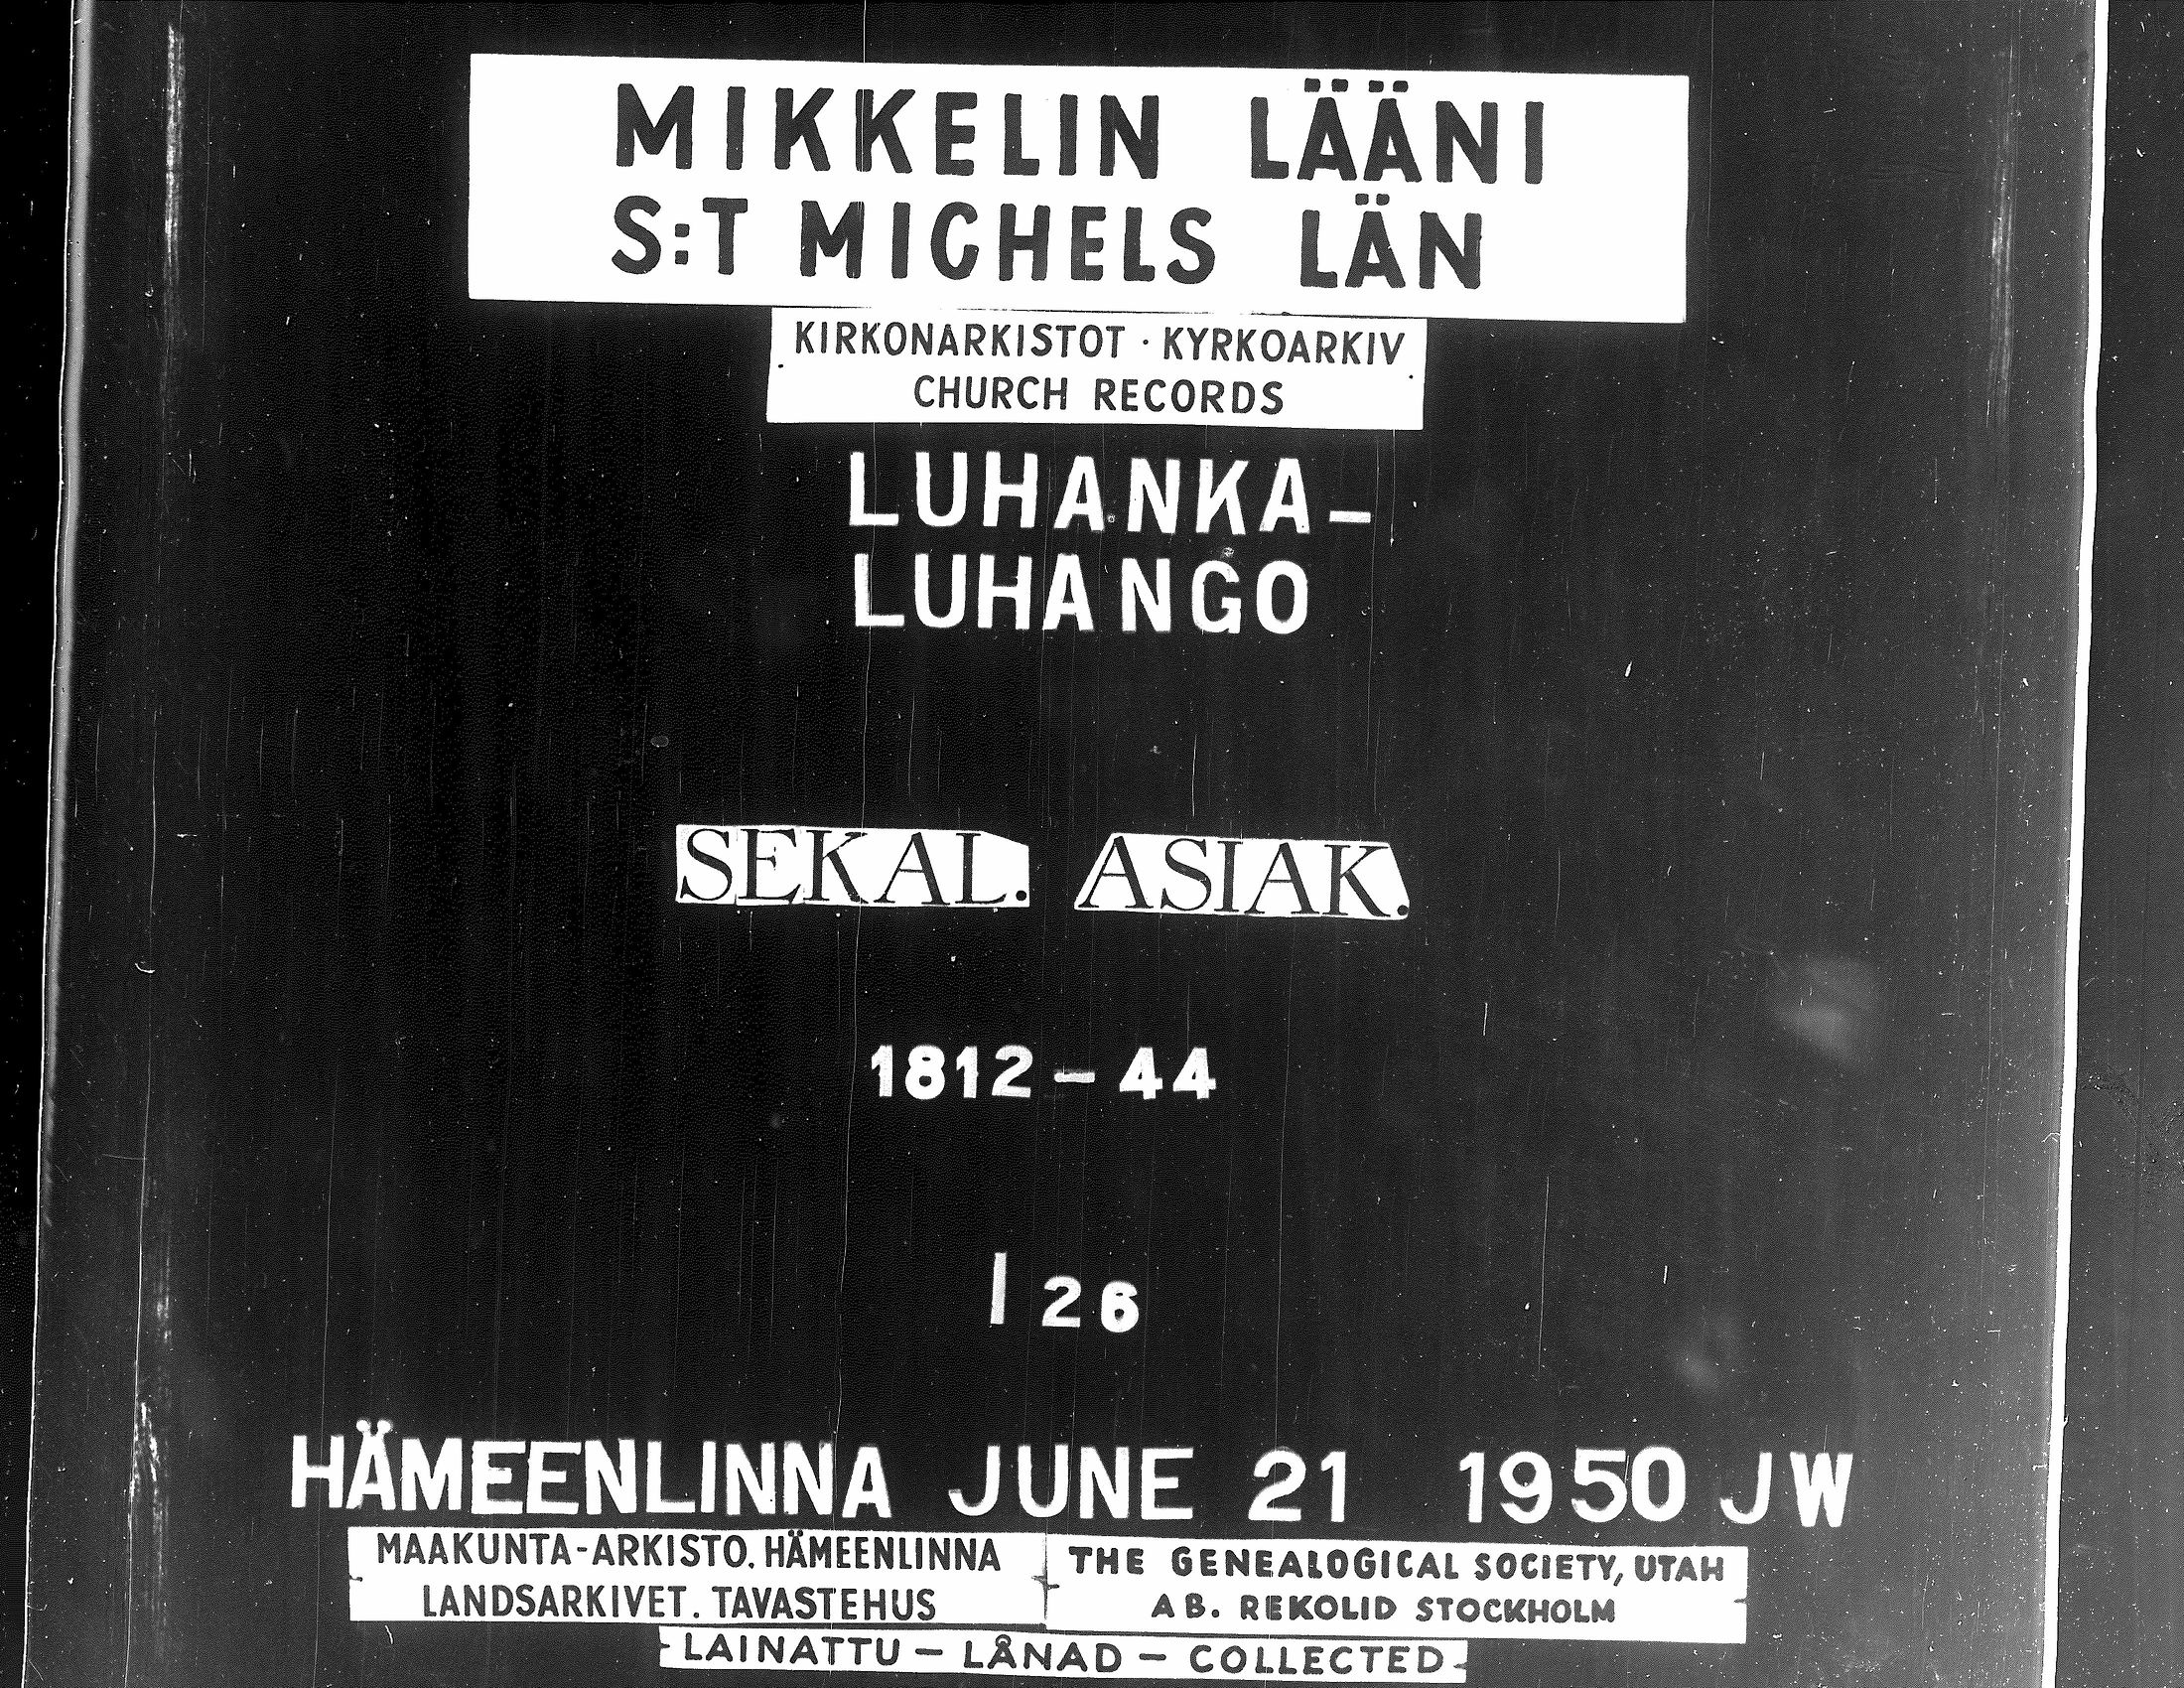 MIKKELIN LÄÄNI
S:T MICHELS LÄN
KIRKONARKISTOT · KYRKOARKIV
CHURCH RECORDS
LUHANKA-
LUHANGO
SEKAL. ASIAK.
1812-44
I 26
HÄMEENLINNA JUNE 21 1950 JW
MAAKUNTA-ARKISTO. HÄMEENLINNA
LANDSARKIVET. TAVASTEHUS
THE GENEALOGICAL SOCIETY, UTAH
AB. REKOLID STOCKHOLM
LAINATTU - LÅNAD - COLLECTED